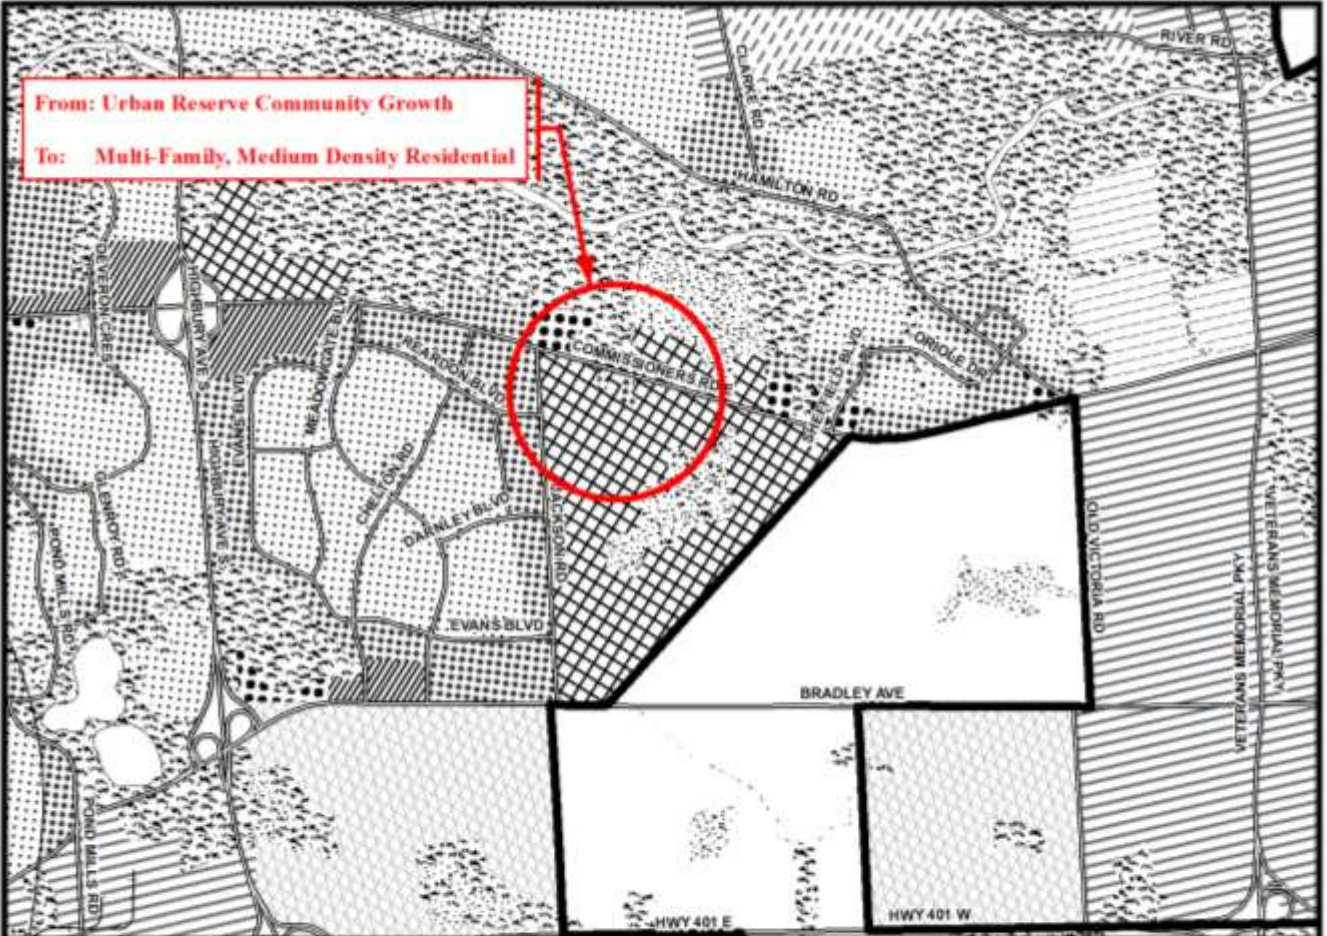 RIVER RD
CLARKE RD
From: Urban Reserve Community Growth
To: Multi-Family, Medium Density Residential
HAMILTON RD
DEVERON CRES
HIGHBURY AVE S
MEADOWGATE BLVD
FREARDON BLVD
COMMISSIONERS RD E
ORIOLE DR
SHEFFIELD BLVD
EVANS BLVD
HIGHBURY AVE S
CHELTON RD
GLENROY RD
DARNLEY BLVD
JACKSON RD
POND MILLS RD
OLD VICTORIA RD
VETERANS MEMORIAL PKY
VETERANS MEMORIAL PKY
EVANS BLVD
BRADLEY AVE
POND MILLS RD
HWY 401 E
HWY 401 W